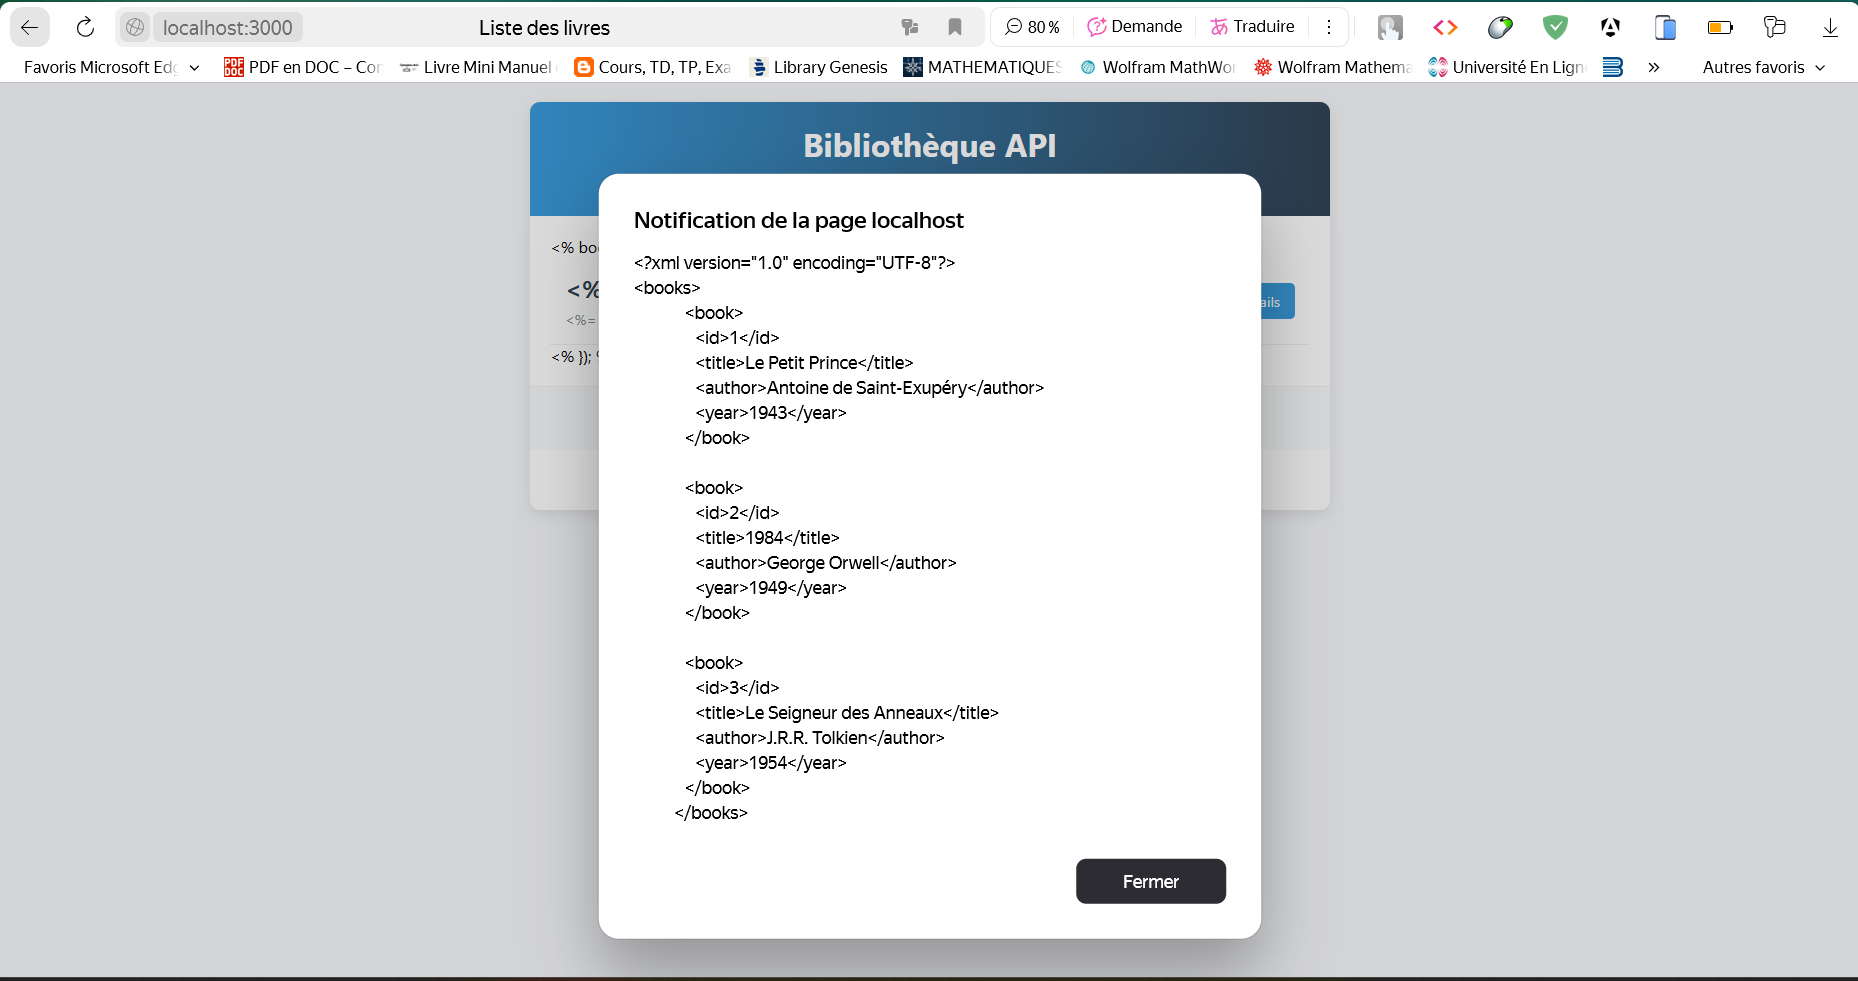 localhost:3000 Liste des livres 80 % Demande Traduire
Favoris Microsoft Edg PDF en DOC – Con Livre Mini Manuel Cours, TD, TP, Exa Library Genesis MATHEMATIQUES Wolfram MathWor Wolfram Mathema Université En Lign » Autres favoris
Bibliothèque API
Notification de la page localhost
<?xml version="1.0" encoding="UTF-8"?>
<books>
<book>
<id>1</id>
<title>Le Petit Prince</title>
<author>Antoine de Saint-Exupéry</author>
<year>1943</year>
</book>
<book>
<id>2</id>
<title>1984</title>
<author>George Orwell</author>
<year>1949</year>
</book>
<book>
<id>3</id>
<title>Le Seigneur des Anneaux</title>
<author>J.R.R. Tolkien</author>
<year>1954</year>
</book>
</books>
Fermer
<% boo
<%
<%=
ails
<% });